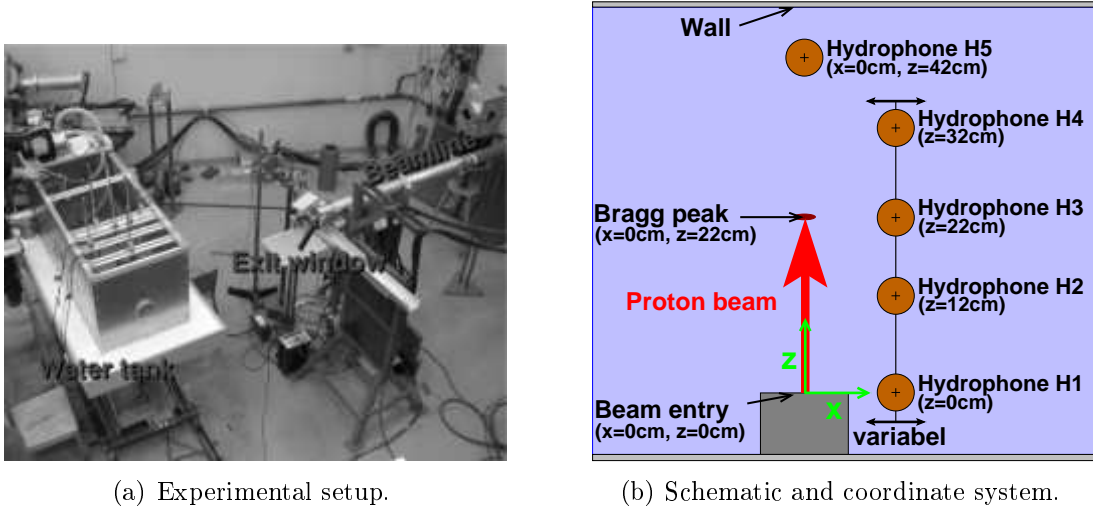 Beamline
Exit window
Water tank
Wall
Hydrophone H5
(x=0cm, z=42cm)
Hydrophone H4
(z=32cm)
Bragg peak
(x=0cm, z=22cm)
Hydrophone H3
(z=22cm)
Proton beam
Hydrophone H2
(z=12cm)
z
x
Beam entry
(x=0cm, z=0cm)
Hydrophone H1
(z=0cm)
variabel
(a) Experimental setup.
(b) Schematic and coordinate system.